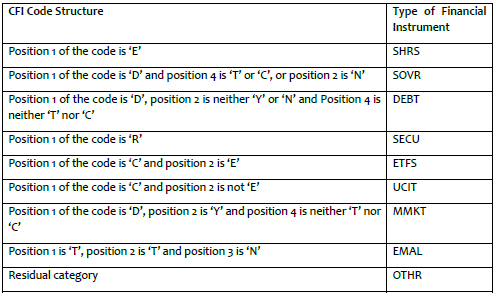 CFI Code Structure
Type of Financial
Instrument
Position 1 of the code is ‘E’
SHRS
Position 1 of the code is ‘D’ and position 4 is ‘T’ or ‘C’, or position 2 is ‘N’
SOVR
Position 1 of the code is ‘D’, position 2 is neither ‘Y’ or ‘N’ and Position 4 is
neither ‘T’ nor ‘C’
DEBT
Position 1 of the code is ‘R’
SECU
Position 1 of the code is ‘C’ and position 2 is ‘E’
ETFS
Position 1 of the code is ‘C’ and position 2 is not ‘E’
UCIT
Position 1 of the code is ‘D’, position 2 is ‘Y’ and position 4 is neither ‘T’ nor
‘C’
MMKT
Position 1 is ‘T’, position 2 is ‘T’ and position 3 is ‘N’
EMAL
Residual category
OTHR